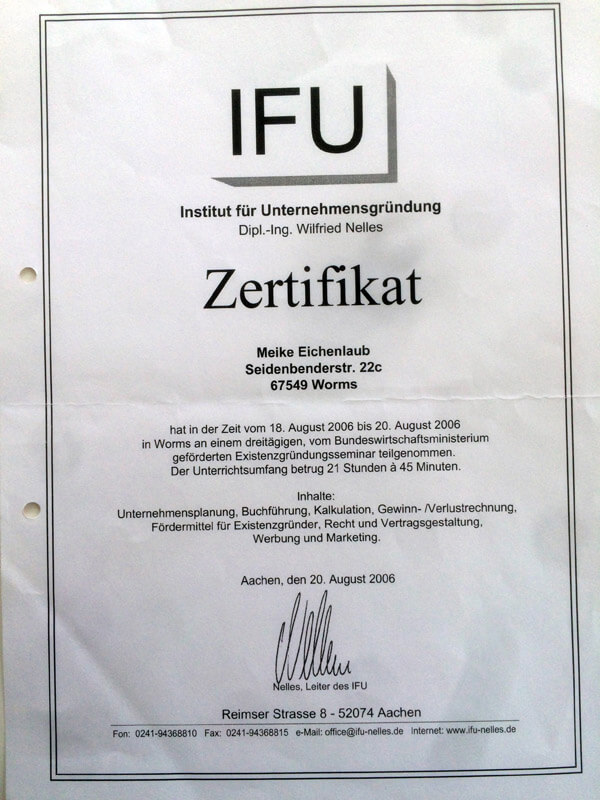 IFU
Institut für Unternehmensgründung
Dipl.-Ing. Wilfried Nelles
Zertifikat
Meike Eichenlaub
Seidenbenderstr. 22c
67549 Worms
hat in der Zeit vom 18. August 2006 bis 20. August 2006
in Worms an einem dreitägigen, vom Bundeswirtschaftsministerium
geförderten Existenzgründungsseminar teilgenommen.
Der Unterrichtsumfang betrug 21 Stunden à 45 Minuten.
Inhalte:
Unternehmensplanung, Buchführung, Kalkulation, Gewinn- /Verlustrechnung,
Fördermittel für Existenzgründer, Recht und Vertragsgestaltung,
Werbung und Marketing.
Aachen, den 20. August 2006
Nelles, Leiter des IFU
Reimser Strasse 8 - 52074 Aachen
Fon: 0241-94368810 Fax: 0241-94368815 e-Mail: office@ifu-nelles.de Internet: www.ifu-nelles.de